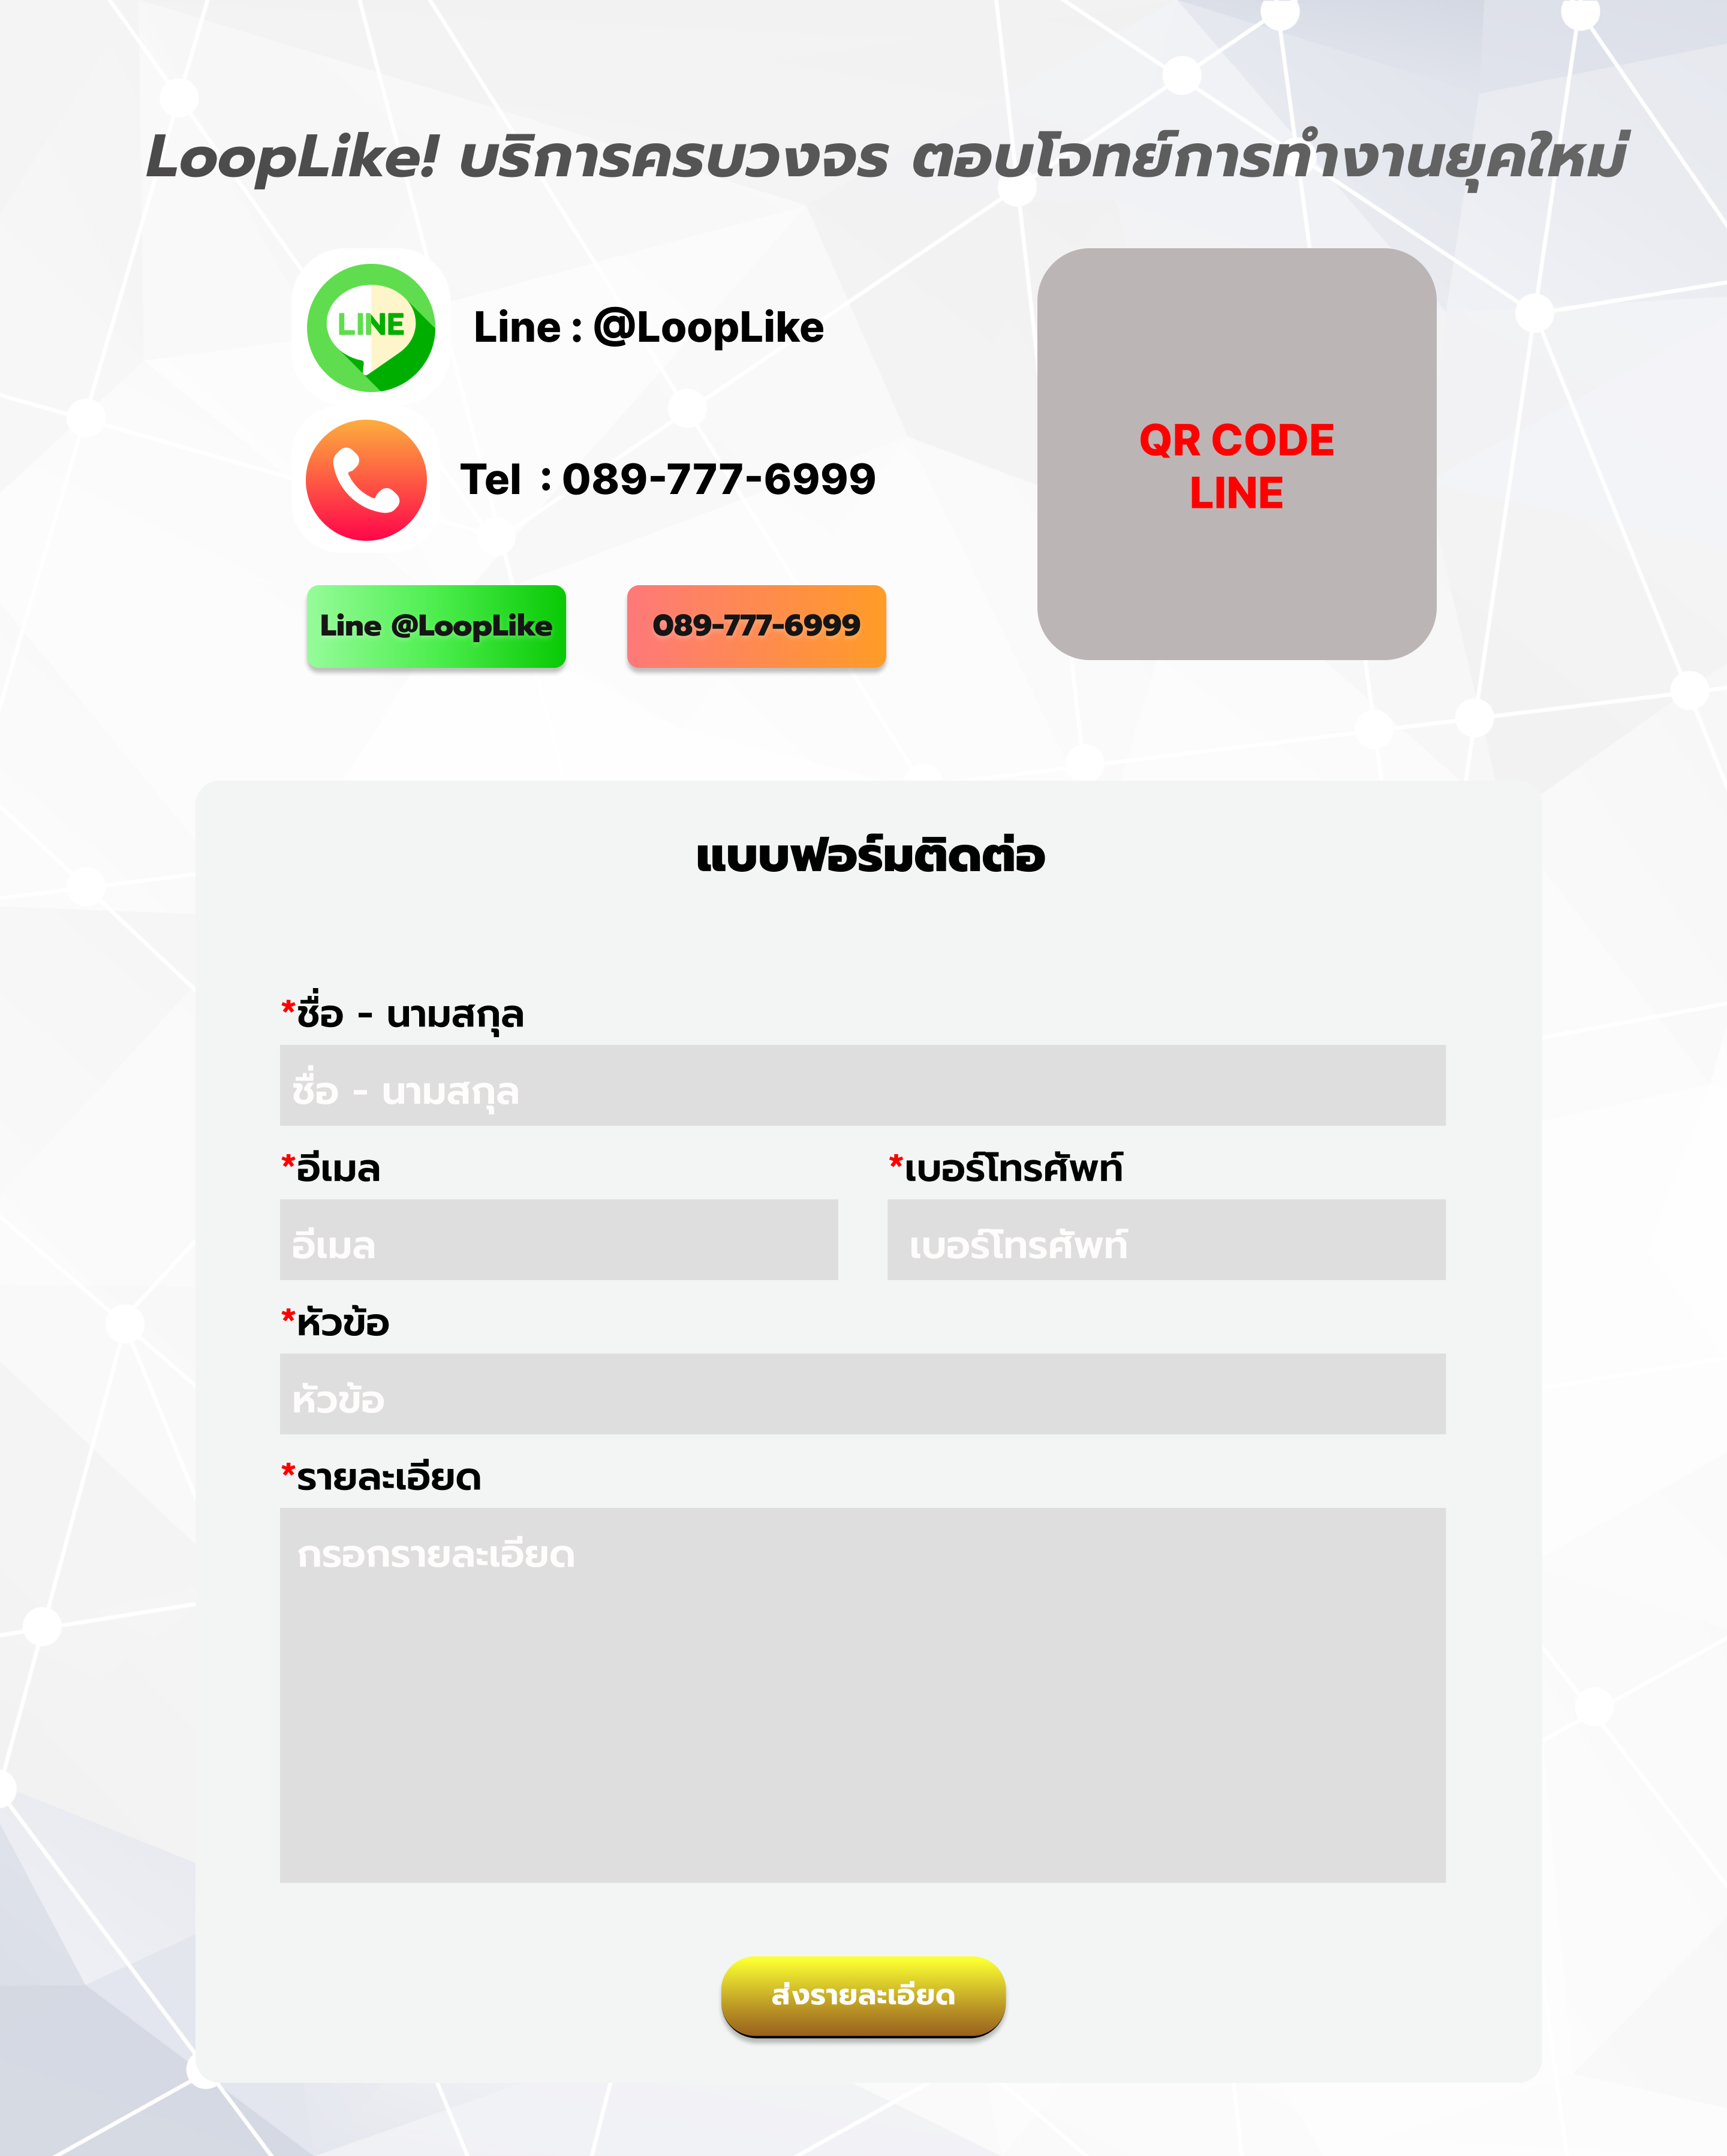 LoopLike! บริการครบวงจร ตอบโจทย์การทำงานยุคใหม่
LINE
Line : @LoopLike
Tel : 089-777-6999
QR CODE
LINE
Line @LoopLike
089-777-6999
แบบฟอร์มติดต่อ
*ชื่อ - นามสกุล
ชื่อ - นามสกุล
*อีเมล
*เบอร์โทรศัพท์
อีเมล
เบอร์โทรศัพท์
*หัวข้อ
หัวข้อ
*รายละเอียด
กรอกรายละเอียด
ส่งรายละเอียด